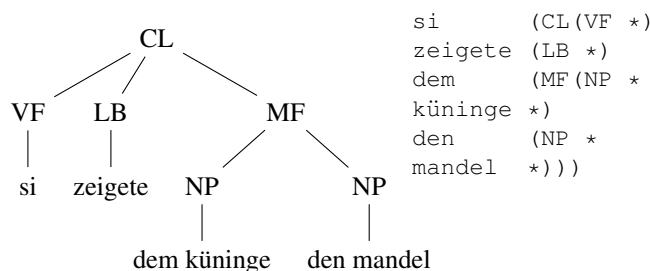 CL
VF LB MF
si zeigete NP NP
dem küninge den mandel
si (CL(VF *)
zeigete (LB *)
dem (MF(NP *
küninge *)
den (NP *
mandel *)))